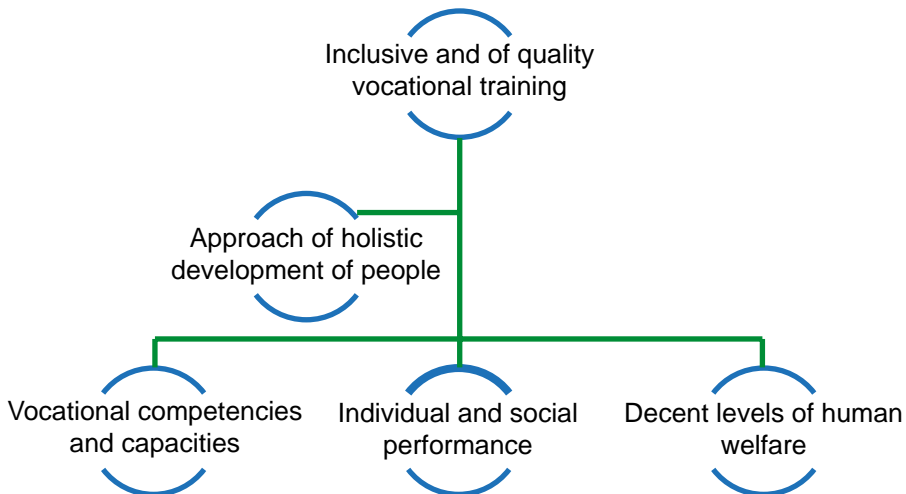 Inclusive and of quality
vocational training
Approach of holistic
development of people
Vocational competencies
and capacities
Individual and social
performance
Decent levels of human
welfare